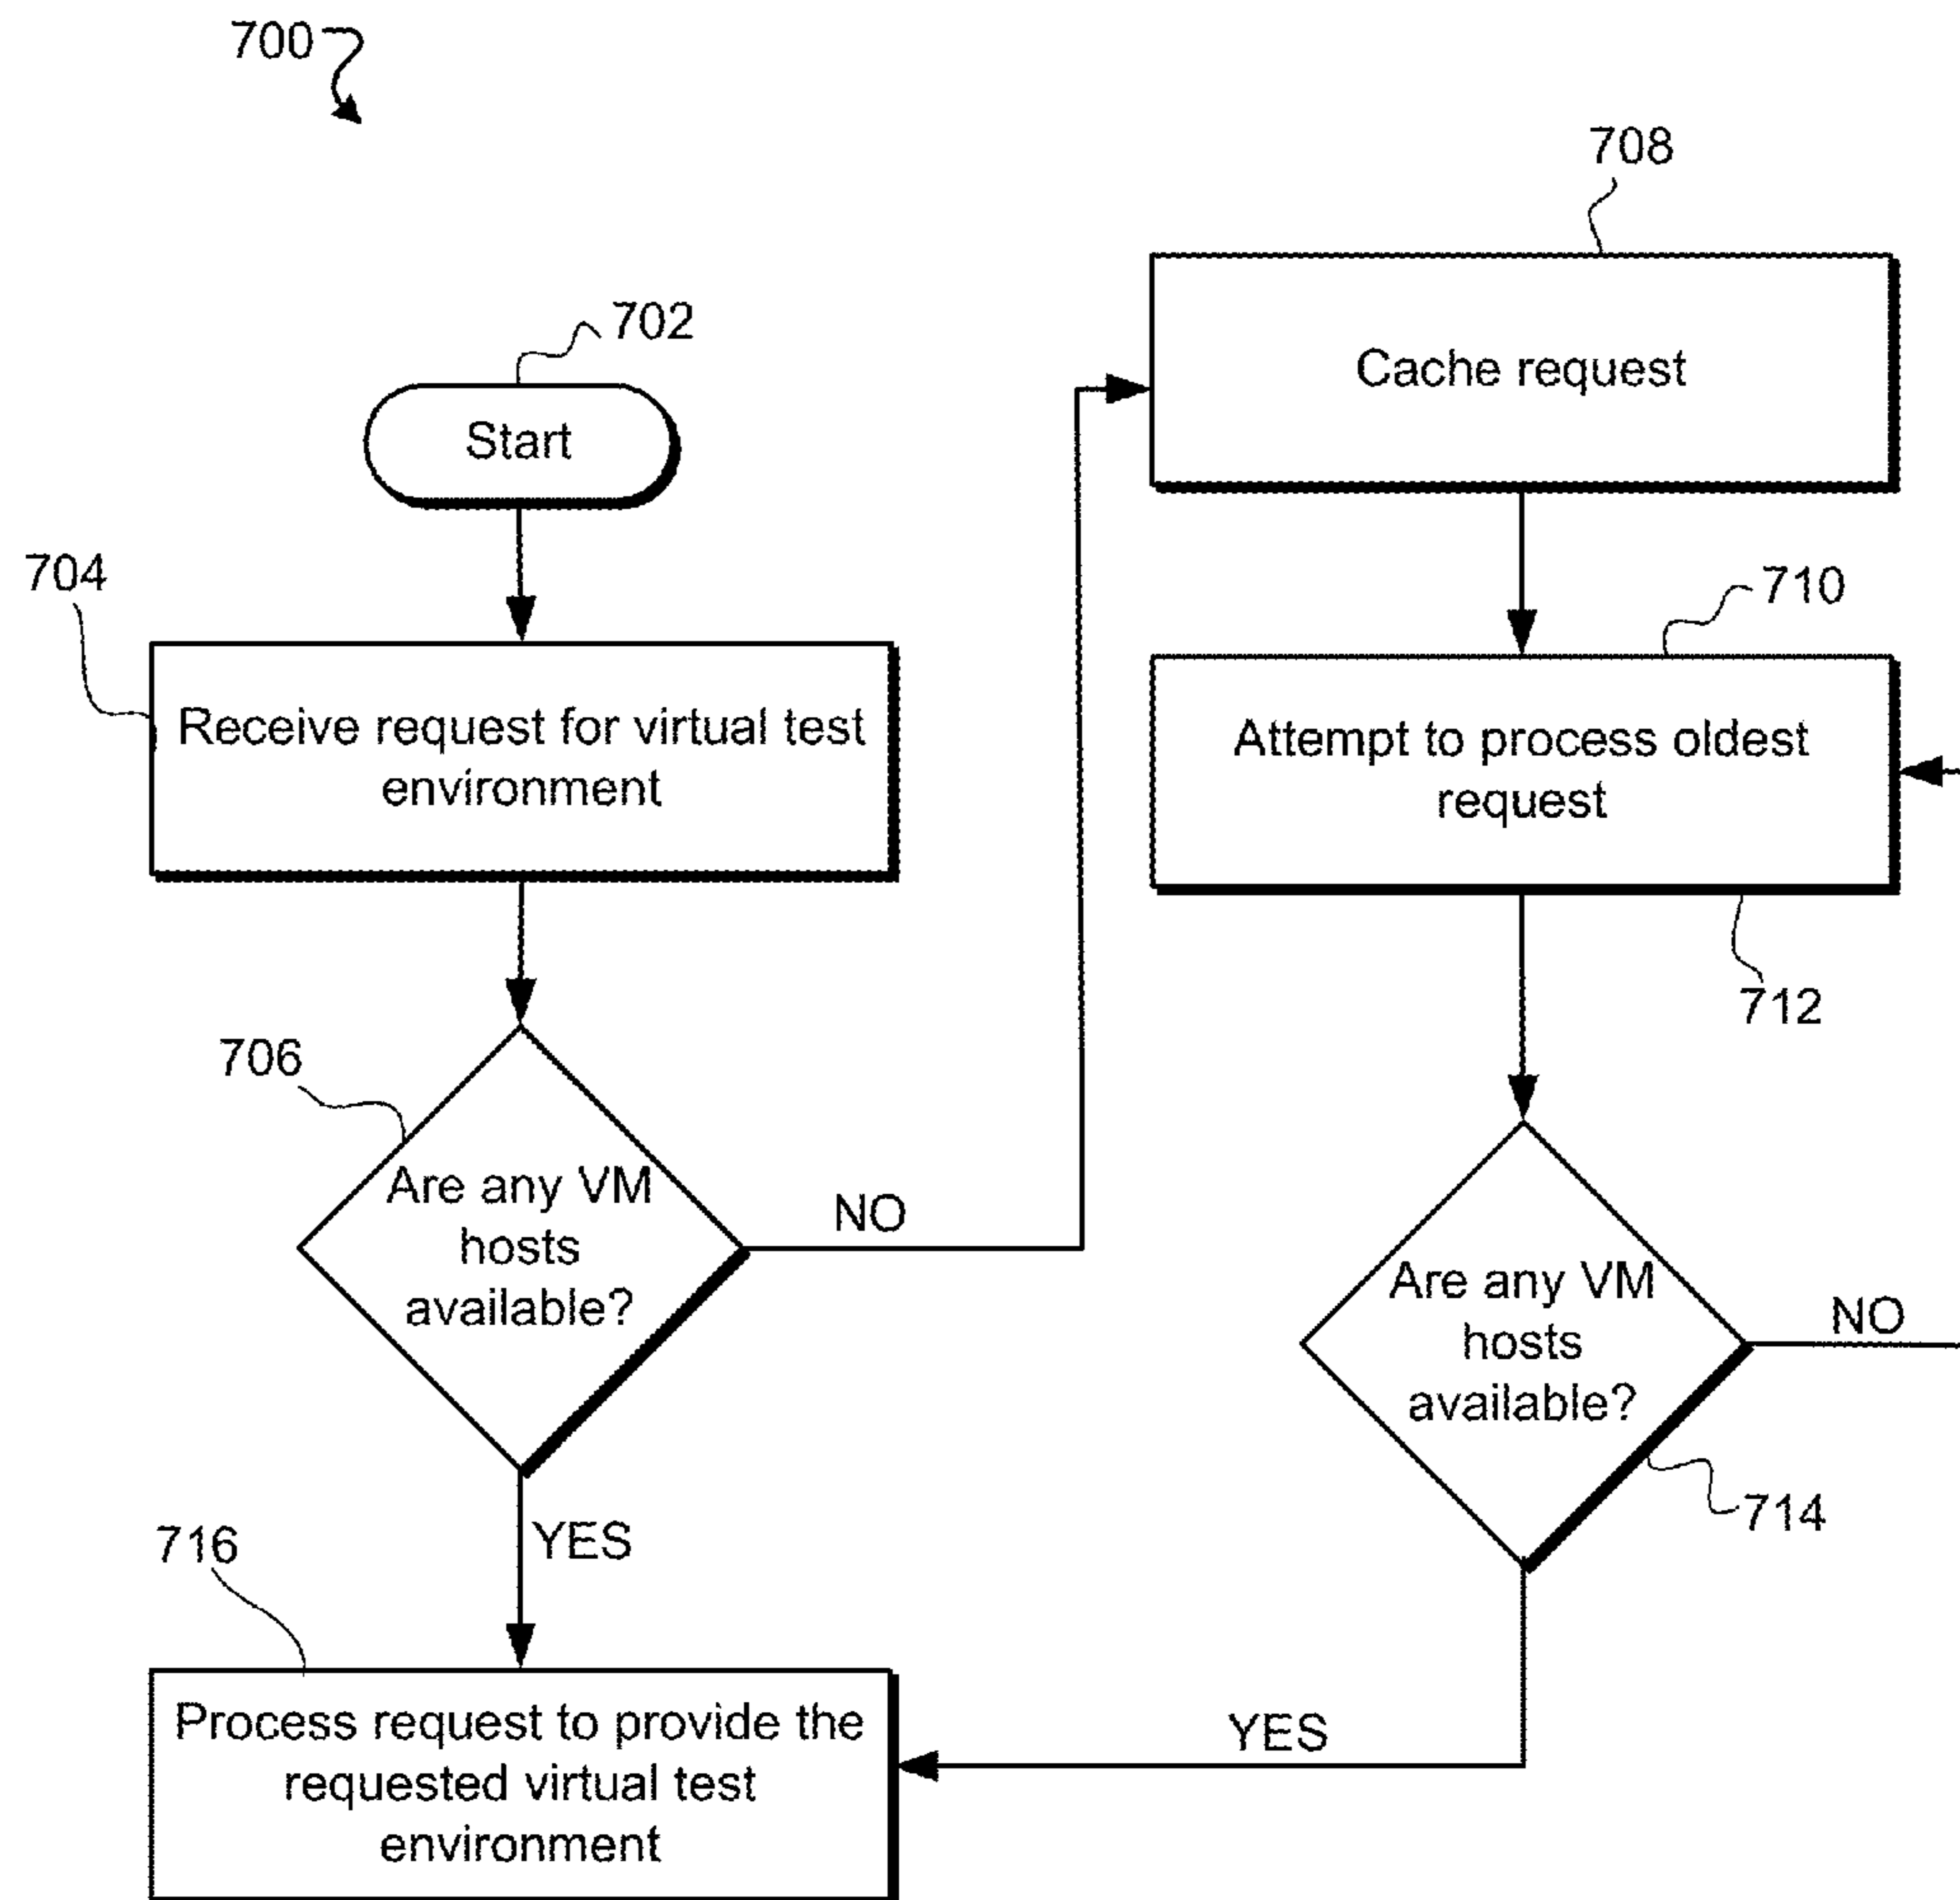 700
702
Start
704
Receive request for virtual test
environment
706
Are any VM
hosts
available?
NO
YES
716
Process request to provide the
requested virtual test
environment
708
Cache request
710
Attempt to process oldest
request
712
Are any VM
hosts
available?
NO
714
YES